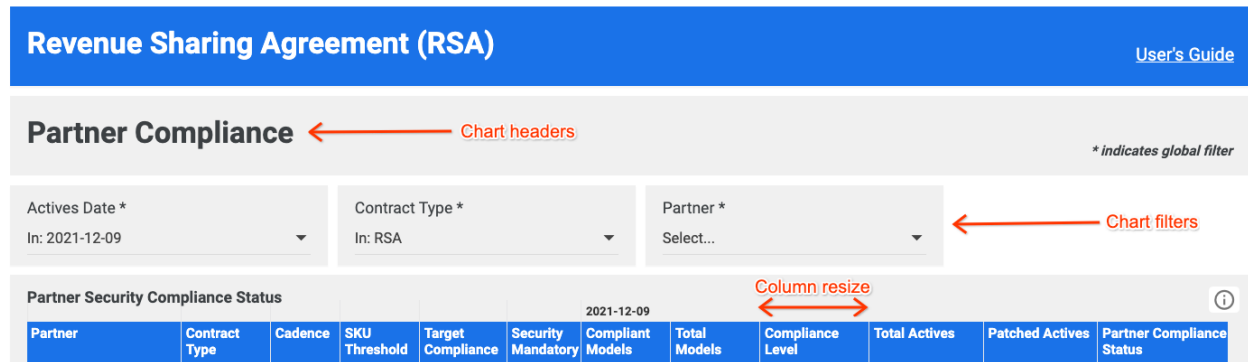 Revenue Sharing Agreement (RSA)
User's Guide
Partner Compliance
Chart headers
* indicates global filter
Actives Date *
Contract Type *
Partner *
In: 2021-12-09
In: RSA
Select...
Chart filters
Partner Security Compliance Status
Column resize
2021-12-09
Partner
Contract Type
Cadence
SKU Threshold
Target Compliance
Security Mandatory
Compliant Models
Total Models
Compliance Level
Total Actives
Patched Actives
Partner Compliance Status